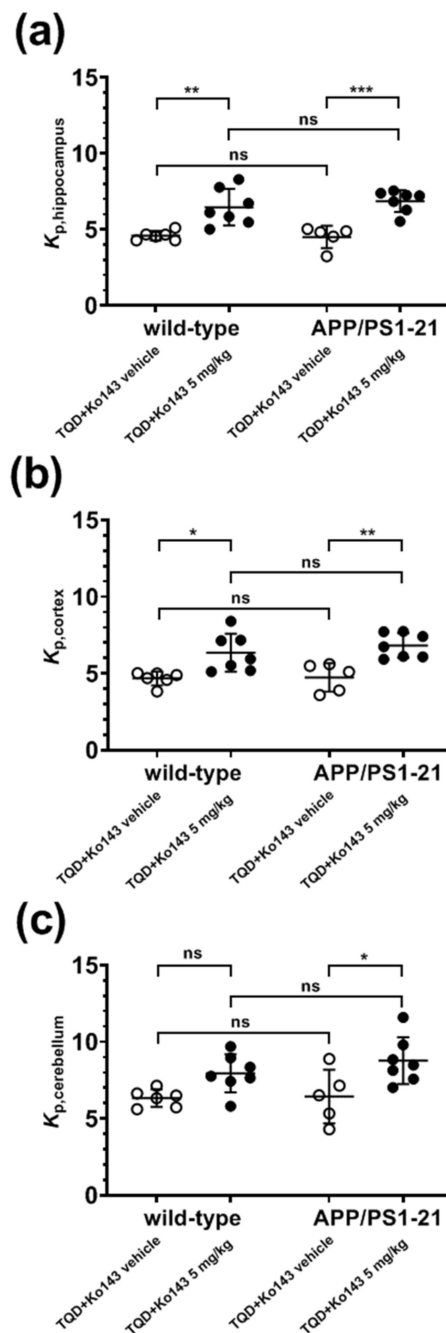 (a)
** ***
ns
ns
15
10
5
0
Kp,hippocampus
wild-type APP/PS1-21
TQD+Ko143 vehicle
TQD+Ko143 5 mg/kg
TQD+Ko143 vehicle
TQD+Ko143 5 mg/kg
(b)
* **
ns
ns
15
10
5
0
Kp,cortex
wild-type APP/PS1-21
TQD+Ko143 vehicle
TQD+Ko143 5 mg/kg
TQD+Ko143 vehicle
TQD+Ko143 5 mg/kg
(c)
ns *
ns
ns
15
10
5
0
Kp,cerebellum
wild-type APP/PS1-21
TQD+Ko143 vehicle
TQD+Ko143 5 mg/kg
TQD+Ko143 vehicle
TQD+Ko143 5 mg/kg